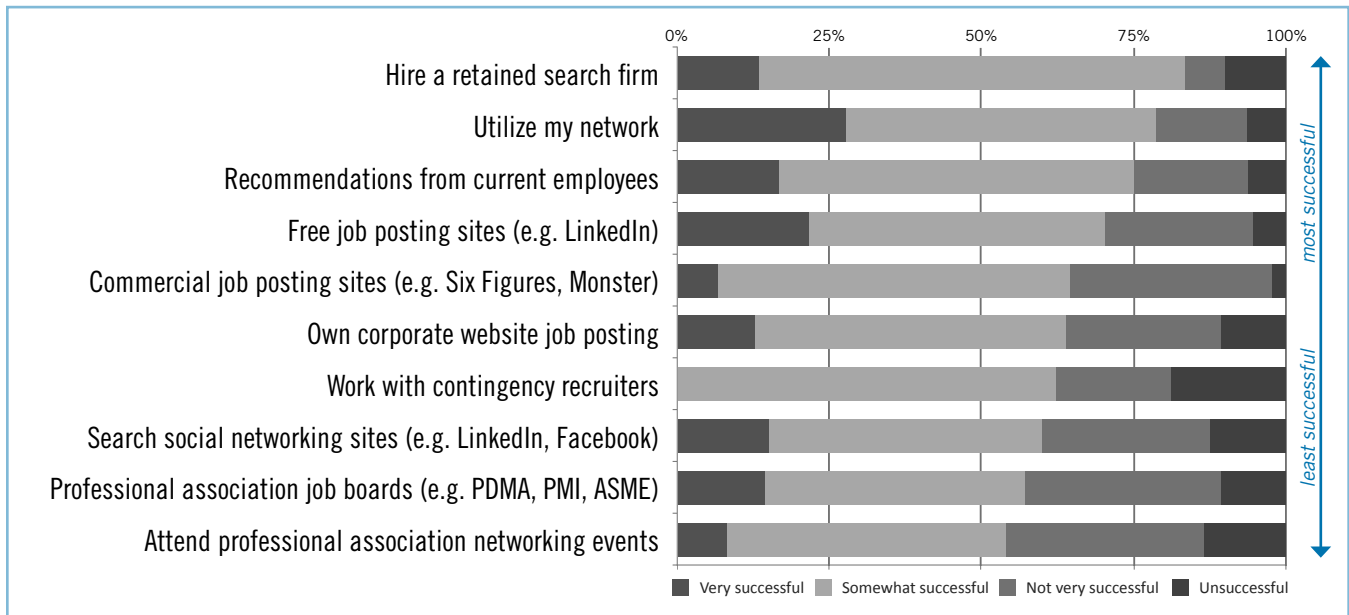 0% 25% 50% 75% 100%
Hire a retained search firm
Utilize my network
Recommendations from current employees
Free job posting sites (e.g. LinkedIn)
Commercial job posting sites (e.g. Six Figures, Monster)
Own corporate website job posting
Work with contingency recruiters
Search social networking sites (e.g. LinkedIn, Facebook)
Professional association job boards (e.g. PDMA, PMI, ASME)
Attend professional association networking events
most successful
least successful
Very successful Somewhat successful Not very successful Unsuccessful